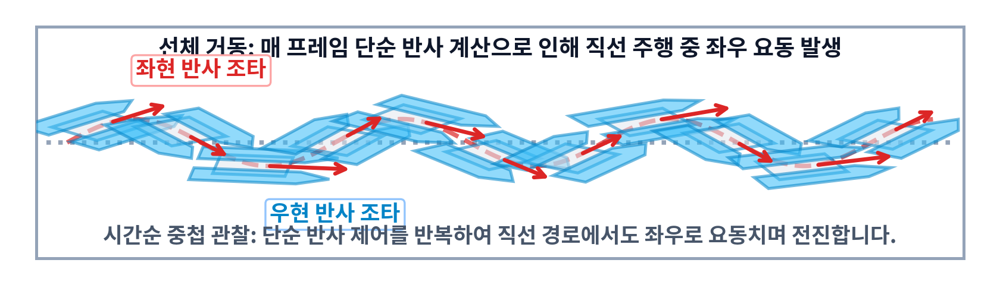 선체 거동: 매 프레임 단순 반사 계산으로 인해 직선 주행 중 좌우 요동 발생
좌현 반사 조타
우현 반사 조타
시간순 중첩 관찰: 단순 반사 제어를 반복하여 직선 경로에서도 좌우로 요동치며 전진합니다.